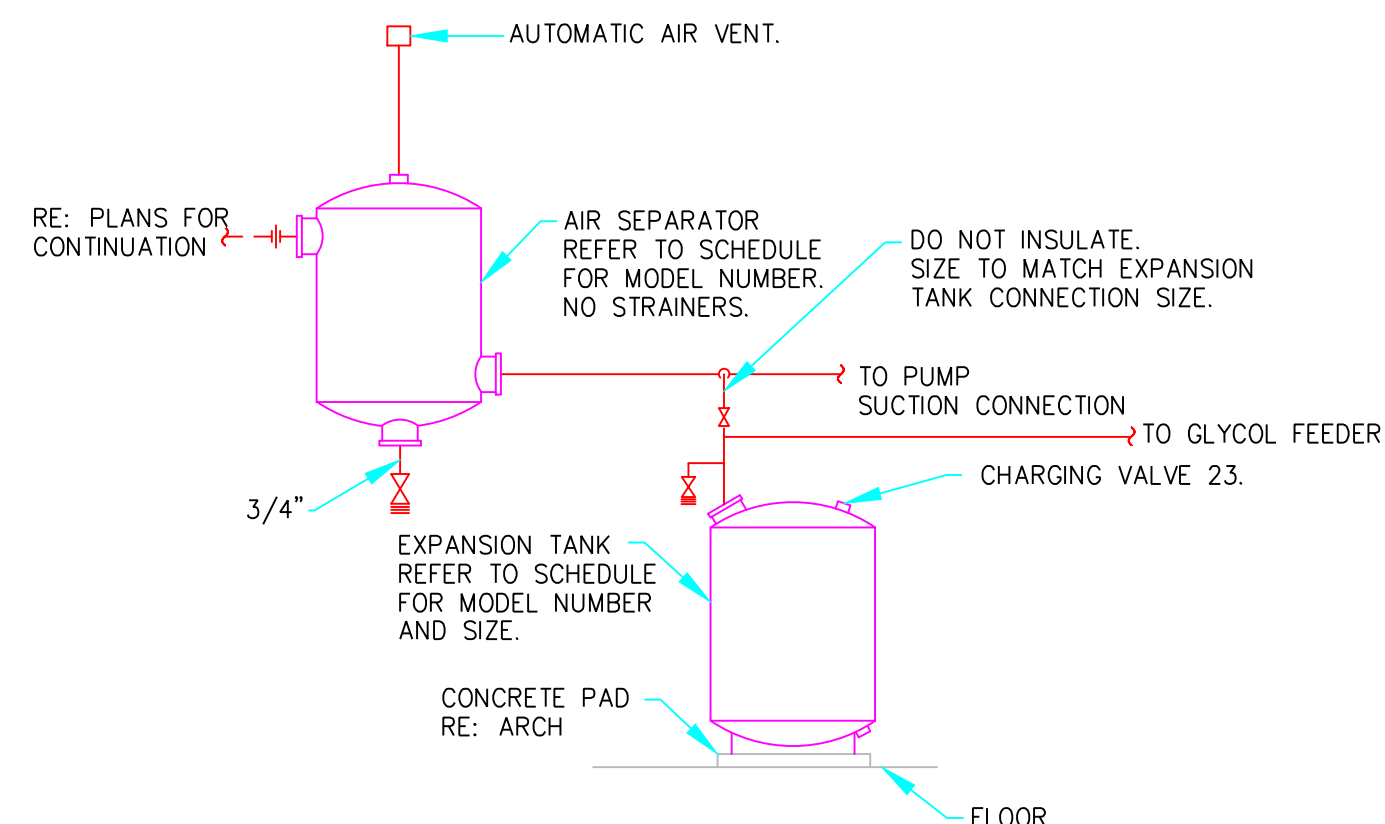 AUTOMATIC AIR VENT.
RE: PLANS FOR
CONTINUATION
AIR SEPARATOR
REFER TO SCHEDULE
FOR MODEL NUMBER.
NO STRAINERS.
DO NOT INSULATE.
SIZE TO MATCH EXPANSION
TANK CONNECTION SIZE.
TO PUMP
SUCTION CONNECTION
TO GLYCOL FEEDER
CHARGING VALVE 23.
3/4"
EXPANSION TANK
REFER TO SCHEDULE
FOR MODEL NUMBER
AND SIZE.
CONCRETE PAD
RE: ARCH
FLOOR